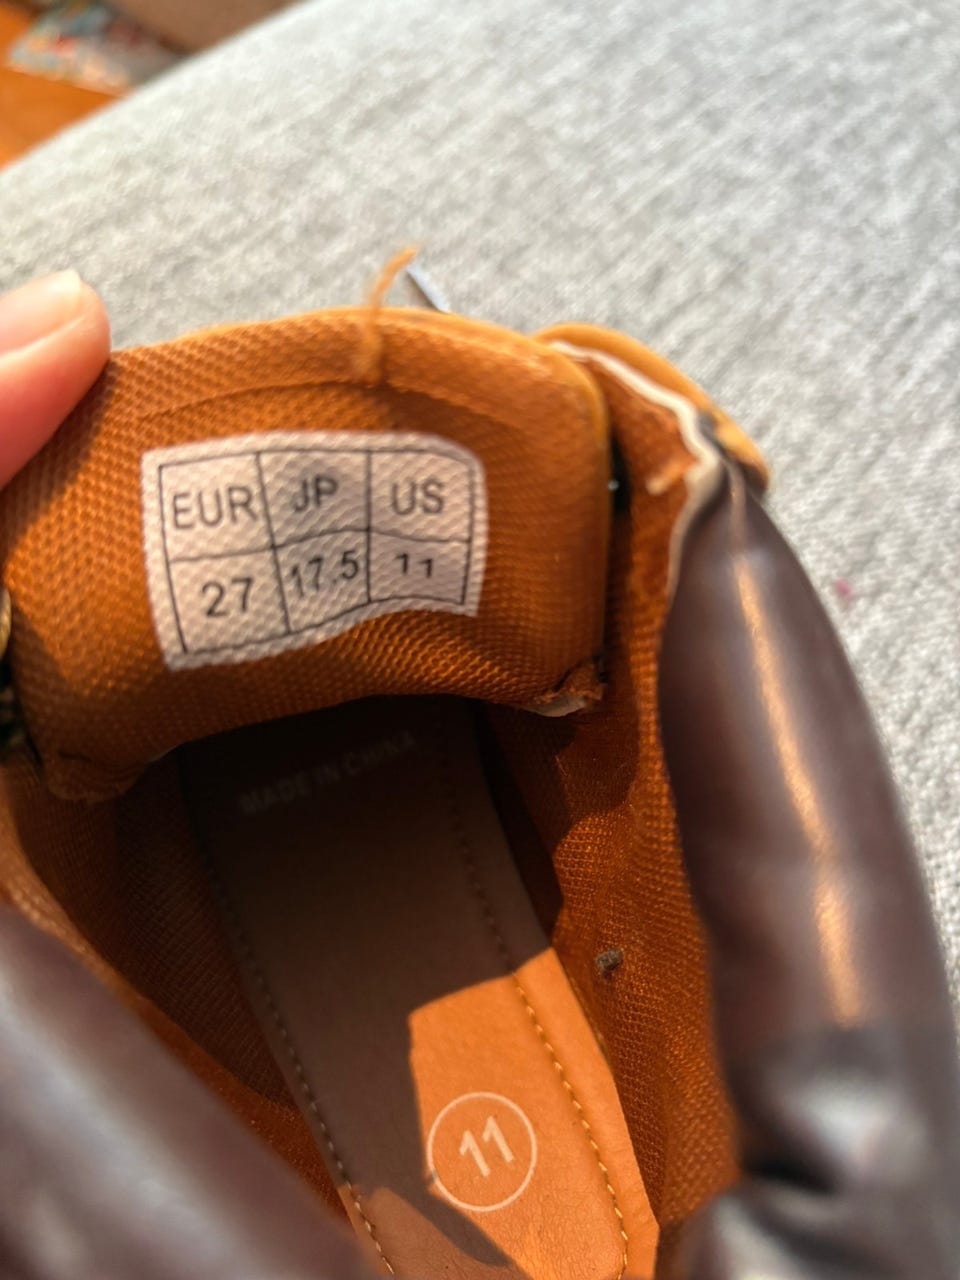 EUR JP US
27 17.5 11
MADE IN CHINA
11